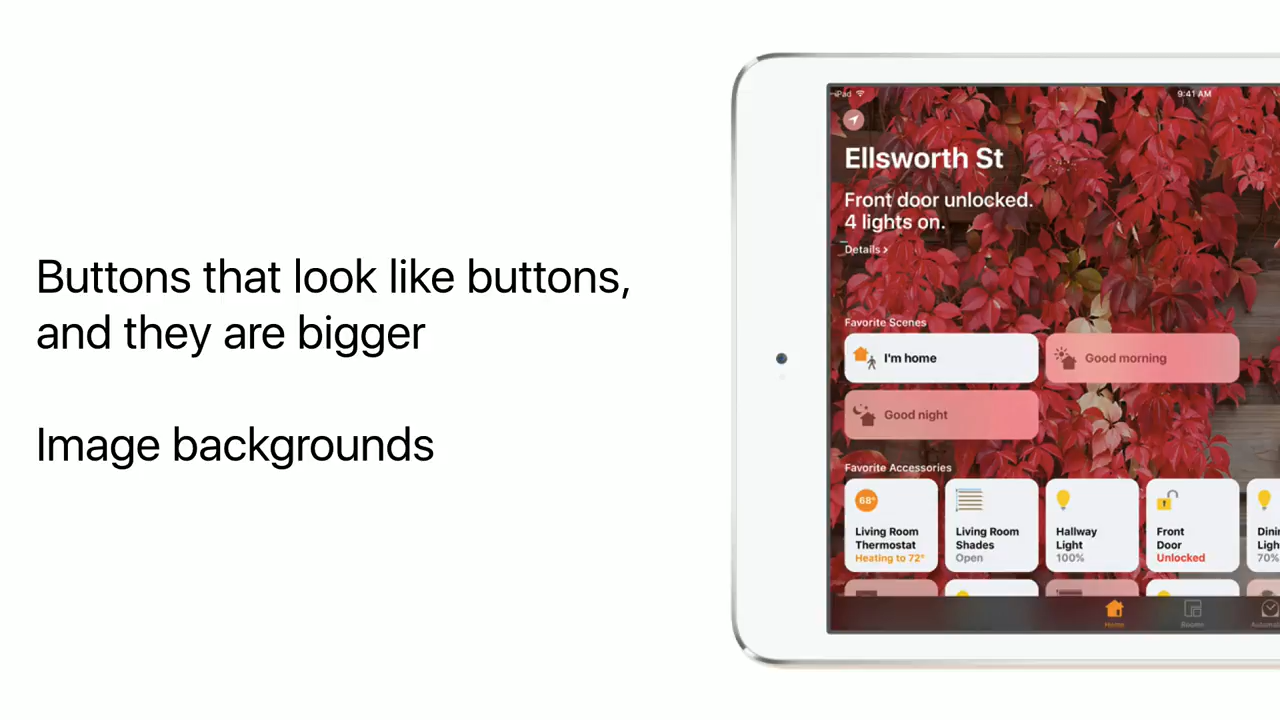 Buttons that look like buttons,
and they are bigger
Image backgrounds
iPad
9:41 AM
Ellsworth St
Front door unlocked.
4 lights on.
Details >
Favorite Scenes
I'm home
Good morning
Good night
Favorite Accessories
68°
Living Room
Thermostat
Heating to 72°
Living Room
Shades
Open
Hallway
Light
100%
Front
Door
Unlocked
70%
Home
Rooms